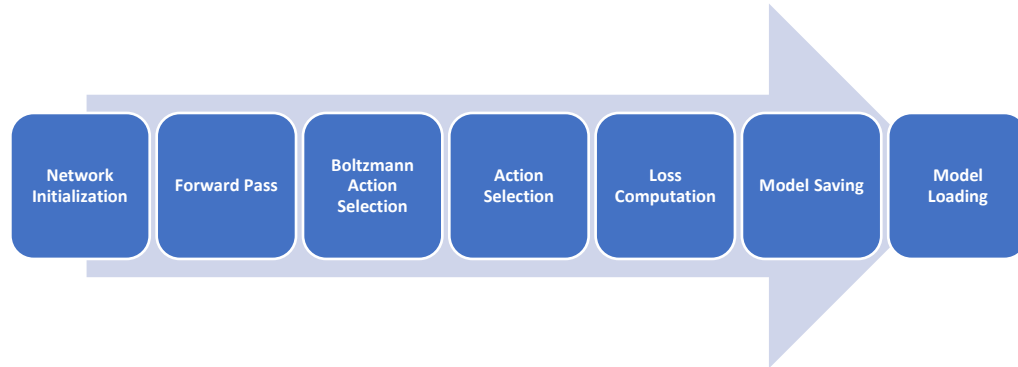 Network
Initialization
Forward Pass
Boltzmann
Action
Selection
Action
Selection
Loss
Computation
Model Saving
Model
Loading